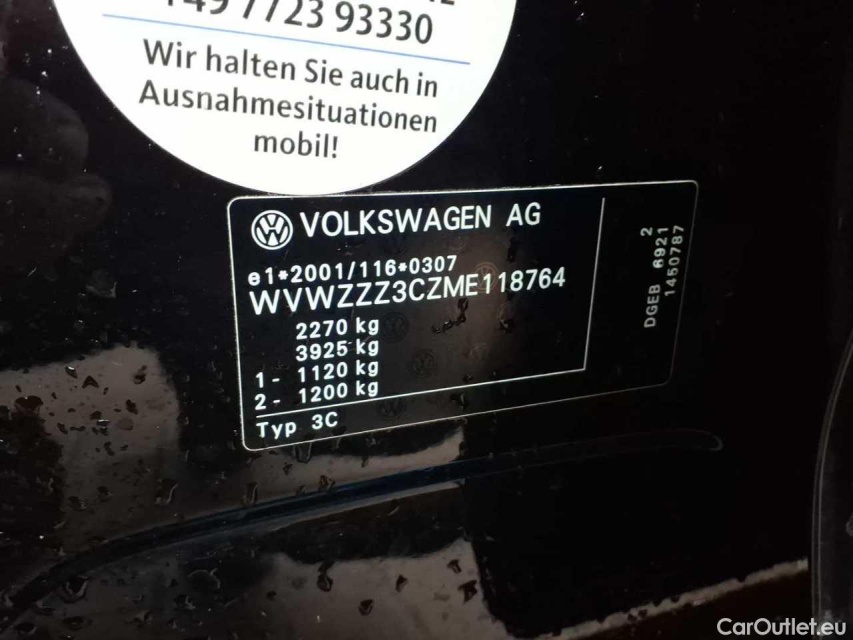 +49 7723 93330
Wir halten Sie auch in
Ausnahmesituationen
mobil!
VOLKSWAGEN AG
e1*2001/116*0307
WVWZZZ3CZME118764
2270 kg
3925 kg
1 - 1120 kg
2 - 1200 kg
Typ 3C
DGEB 6921 2
1450787
CarOutlet.eu